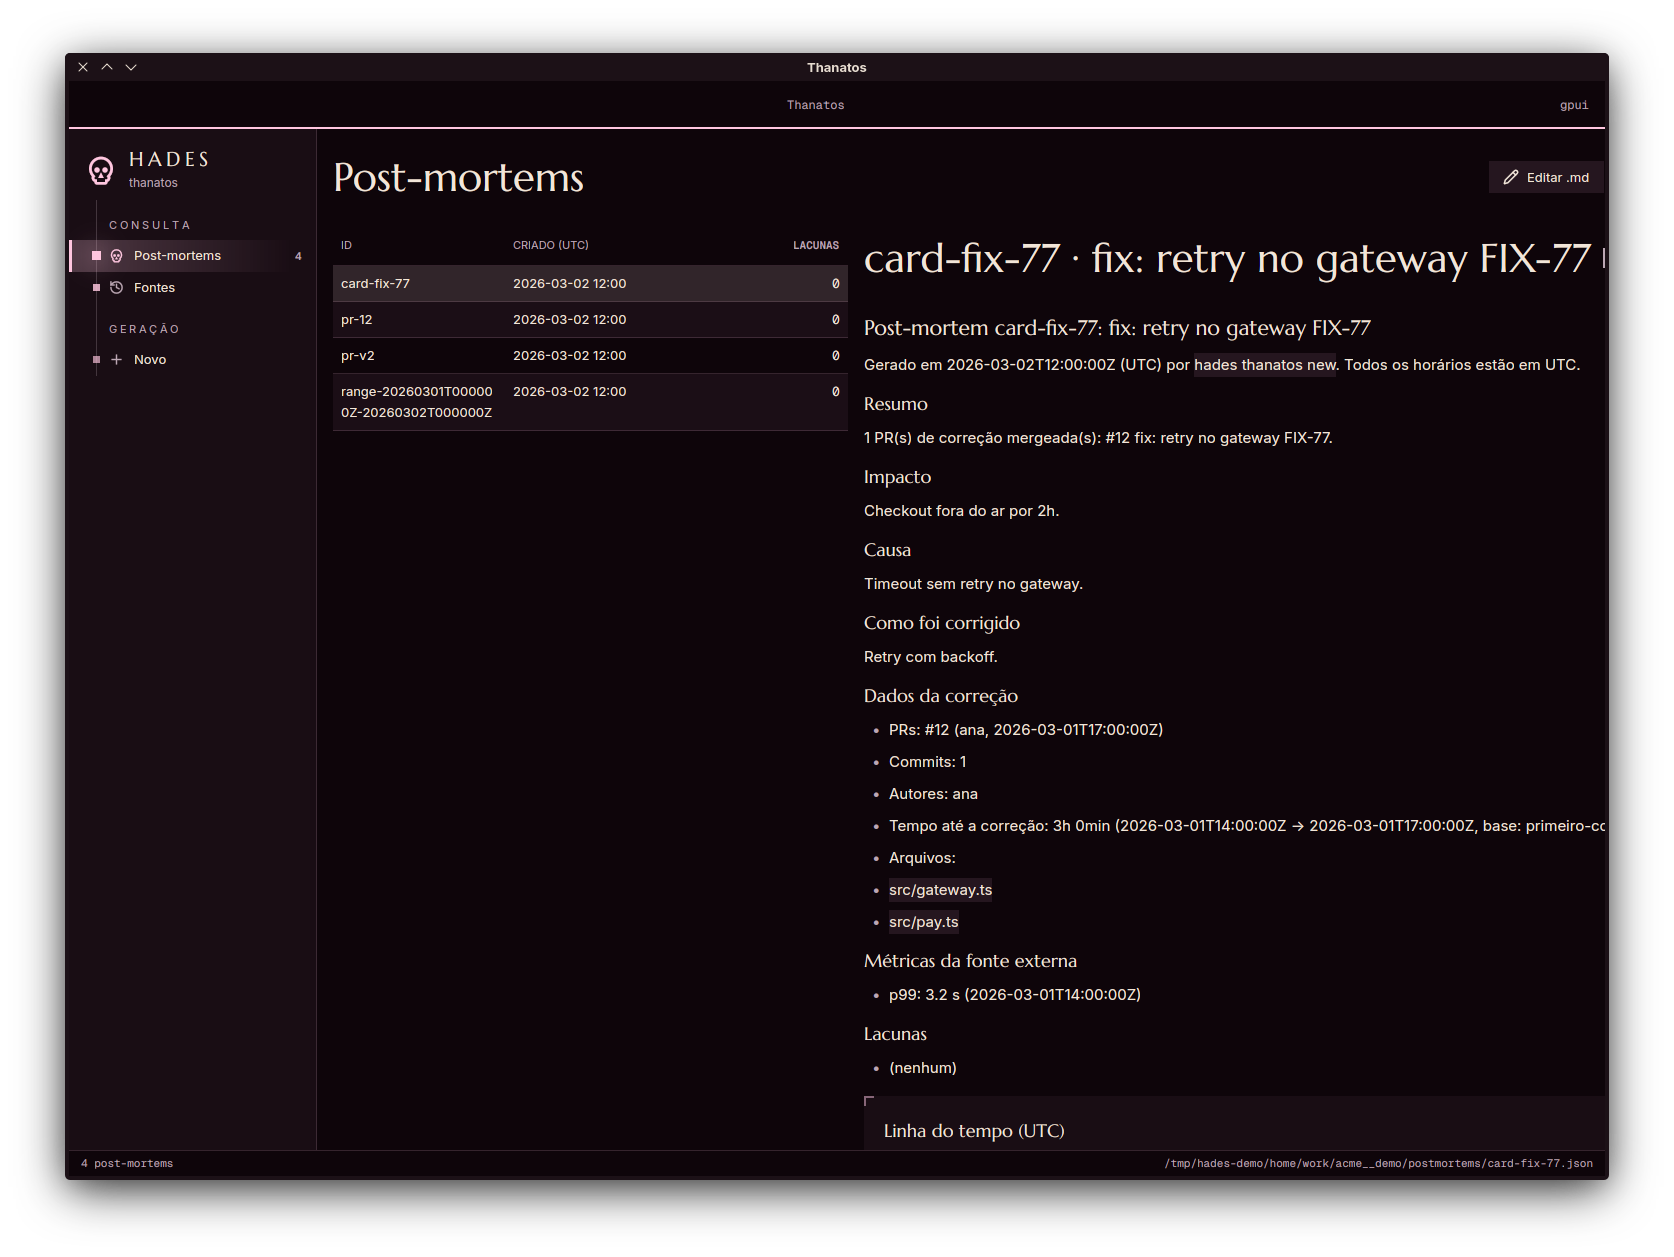 Thanatos
Thanatos
gpui
HADES
thanatos
CONSULTA
Post-mortems 4
Fontes
GERAÇÃO
Novo
Post-mortems
Editar .md
ID CRIADO (UTC) LACUNAS
card-fix-77 2026-03-02 12:00 0
pr-12 2026-03-02 12:00 0
pr-v2 2026-03-02 12:00 0
range-20260301T00000 2026-03-02 12:00 0
0Z-20260302T000000Z
card-fix-77 · fix: retry no gateway FIX-77
Post-mortem card-fix-77: fix: retry no gateway FIX-77
Gerado em 2026-03-02T12:00:00Z (UTC) por hades thanatos new. Todos os horários estão em UTC.
Resumo
1 PR(s) de correção mergeada(s): #12 fix: retry no gateway FIX-77.
Impacto
Checkout fora do ar por 2h.
Causa
Timeout sem retry no gateway.
Como foi corrigido
Retry com backoff.
Dados da correção
• PRs: #12 (ana, 2026-03-01T17:00:00Z)
• Commits: 1
• Autores: ana
• Tempo até a correção: 3h 0min (2026-03-01T14:00:00Z → 2026-03-01T17:00:00Z, base: primeiro-co
• Arquivos:
• src/gateway.ts
• src/pay.ts
Métricas da fonte externa
• p99: 3.2 s (2026-03-01T14:00:00Z)
Lacunas
• (nenhum)
Linha do tempo (UTC)
4 post-mortems
/tmp/hades-demo/home/work/acme__demo/postmortems/card-fix-77.json